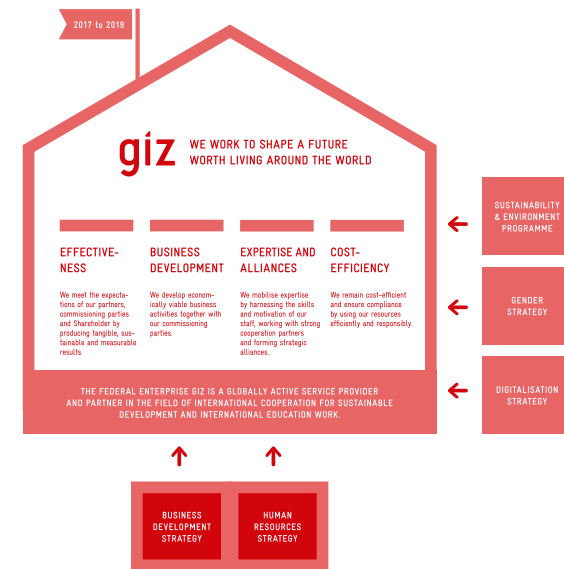 2017 to 2019
giz
WE WORK TO SHAPE A FUTURE
WORTH LIVING AROUND THE WORLD
EFFECTIVE-
NESS
We meet the expecta-
tions of our partners,
commissioning parties
and Shareholder by
producing tangible, sus-
tainable and measurable
results.
BUSINESS
DEVELOPMENT
We develop econom-
ically viable business
activities together with
our commissioning
parties.
EXPERTISE AND
ALLIANCES
We mobilise expertise
by harnessing the skills
and motivation of our
staff, working with strong
cooperation partners
and forming strategic
alliances.
COST-
EFFICIENCY
We remain cost-efficient
and ensure compliance
by using our resources
efficiently and responsibly.
THE FEDERAL ENTERPRISE GIZ IS A GLOBALLY ACTIVE SERVICE PROVIDER
AND PARTNER IN THE FIELD OF INTERNATIONAL COOPERATION FOR SUSTAINABLE
DEVELOPMENT AND INTERNATIONAL EDUCATION WORK.
SUSTAINABILITY
& ENVIRONMENT
PROGRAMME
GENDER
STRATEGY
DIGITALISATION
STRATEGY
BUSINESS
DEVELOPMENT
STRATEGY
HUMAN
RESOURCES
STRATEGY